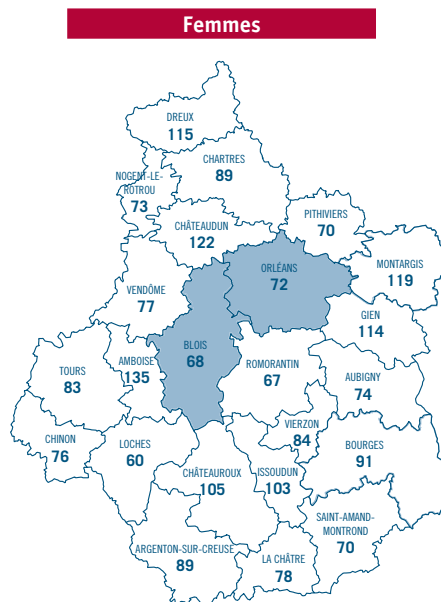 Femmes
DREUX
115
CHARTRES
89
NOGENT-LE-
ROTROU
73
PITHIVIERS
70
CHÂTEAUDUN
122
ORLÉANS
72
MONTARGIS
119
VENDÔME
77
GIEN
114
BLOIS
68
AMBOISE
135
ROMORANTIN
67
TOURS
83
AUBIGNY
74
VIERZON
84
CHINON
76
LOCHES
60
BOURGES
91
CHÂTEAUROUX
105
ISSOUDUN
103
SAINT-AMAND-
MONTROND
70
ARGENTON-SUR-CREUSE
89
LA CHÂTRE
78